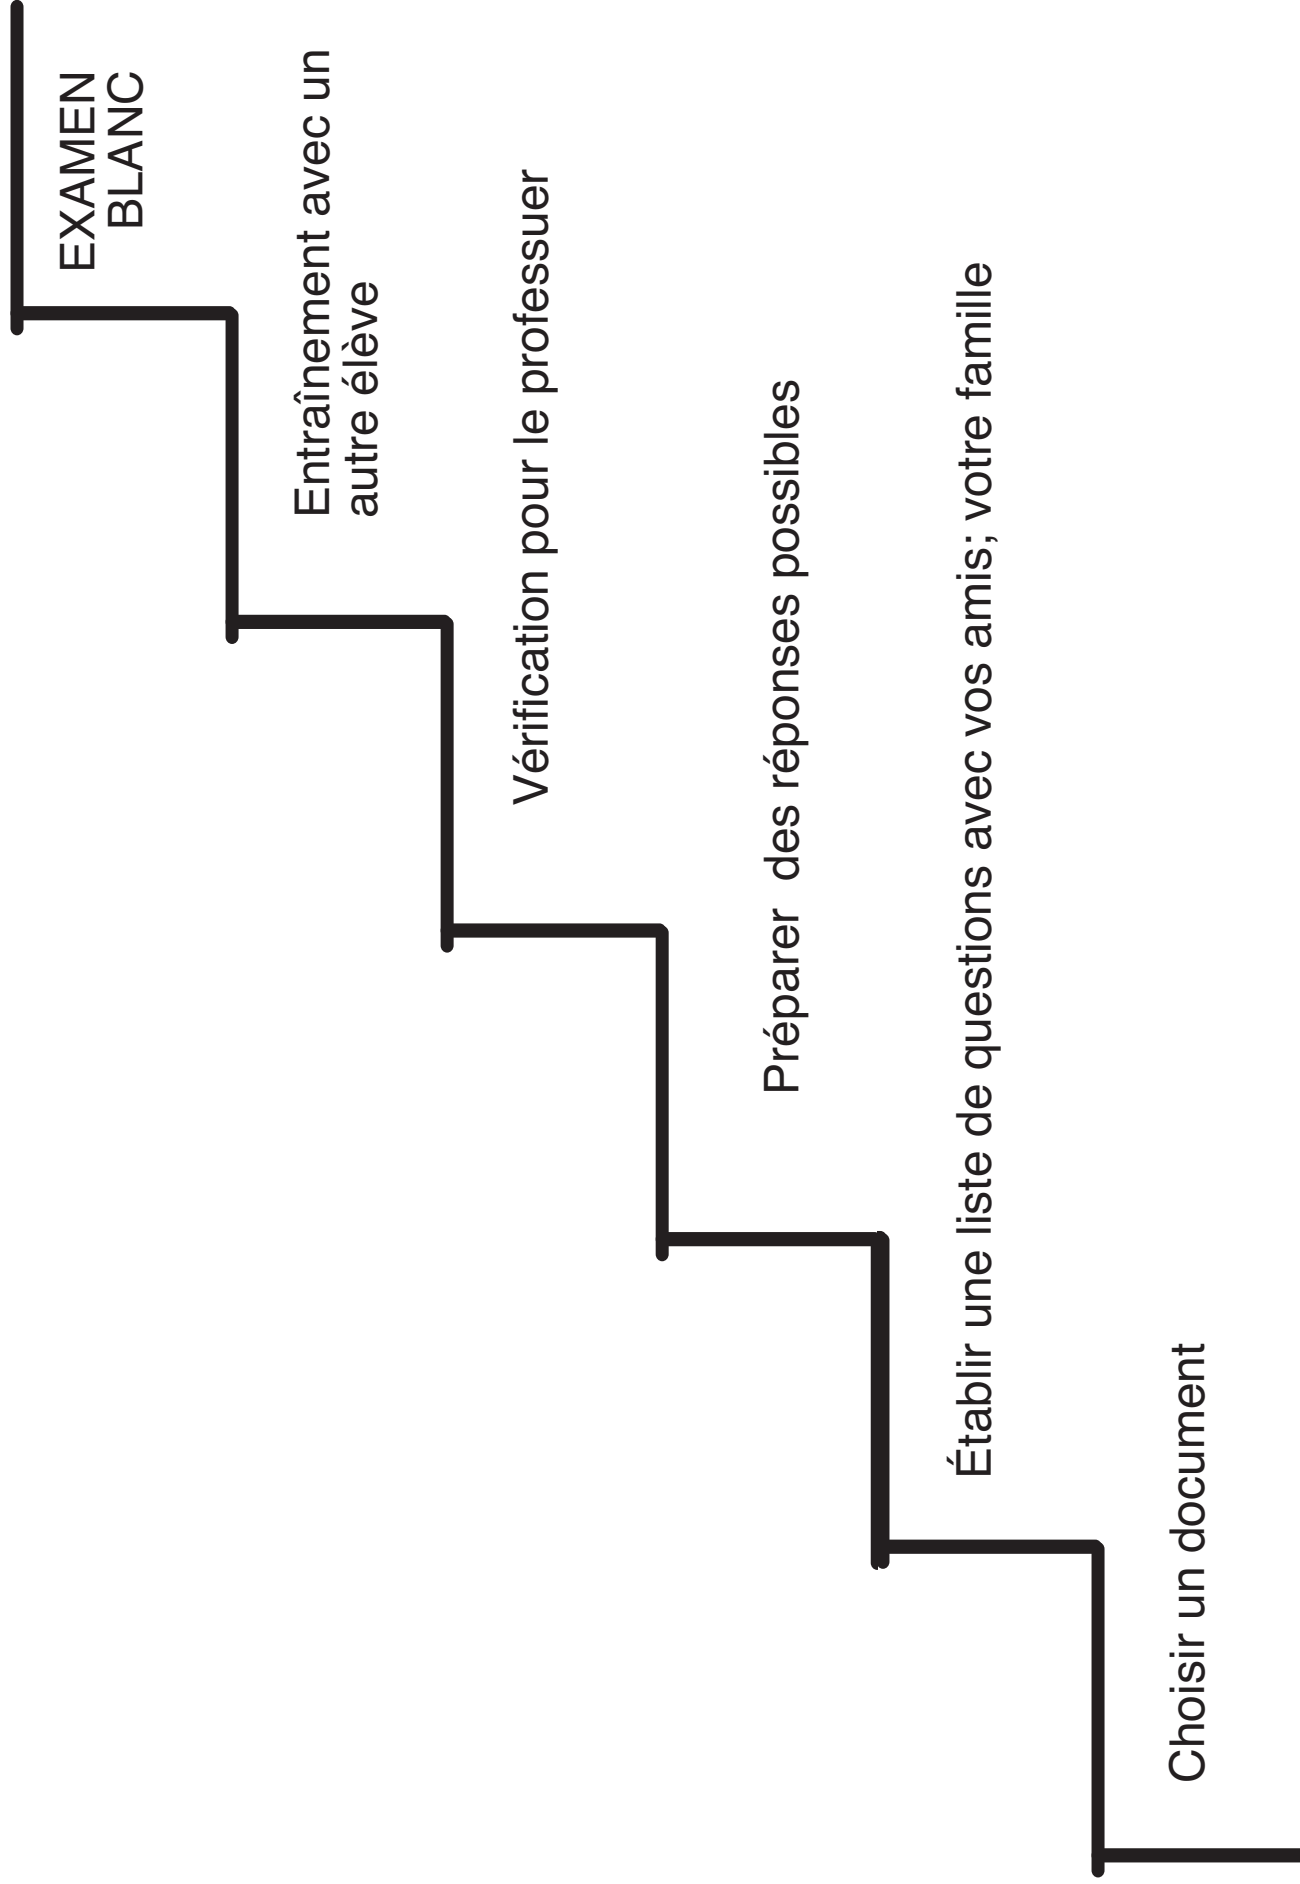 EXAMEN
BLANC
Entraînement avec un
autre élève
Vérification pour le professuer
Préparer des réponses possibles
Établir une liste de questions avec vos amis; votre famille
Choisir un document